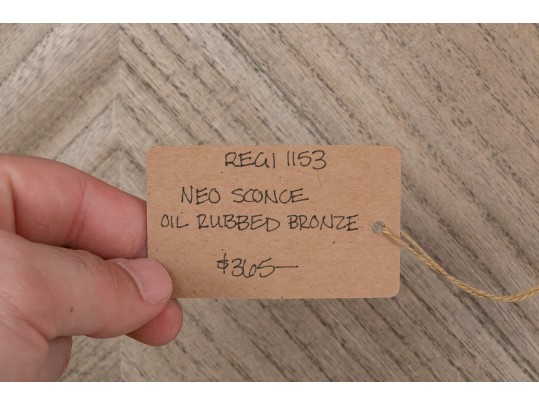 REGI 1153
NEO SCONCE
OIL RUBBED BRONZE
$365—